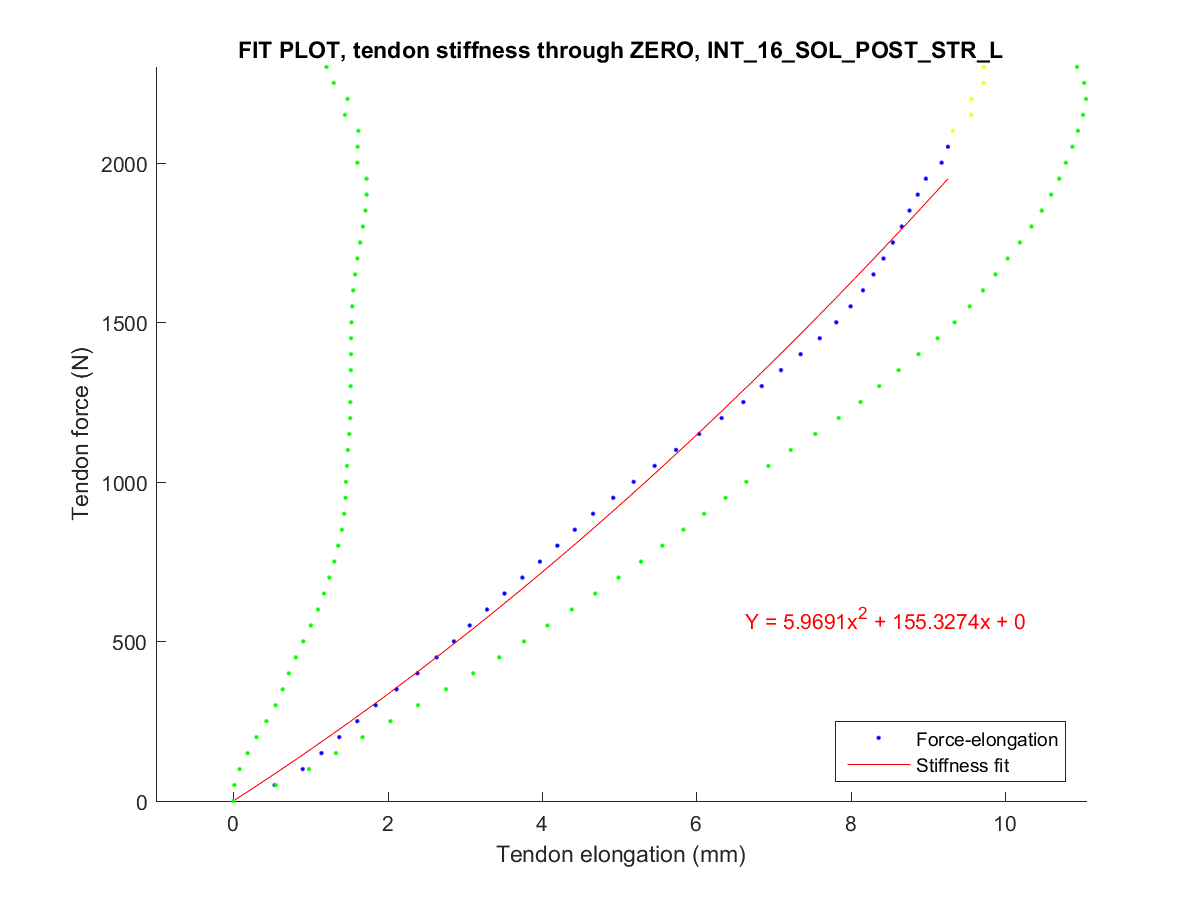 FIT PLOT, tendon stiffness through ZERO, INT_16_SOL_POST_STR_L
Tendon force (N)
2000
1500
1000
500
0
Y = 5.9691x² + 155.3274x + 0
Force-elongation
Stiffness fit
0 2 4 6 8 10
Tendon elongation (mm)